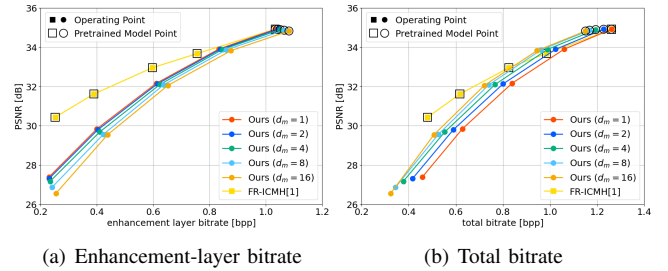 36
34
32
30
28
26
PSNR [dB]
Operating Point
Pretrained Model Point
Ours (dm = 1)
Ours (dm = 2)
Ours (dm = 4)
Ours (dm = 8)
Ours (dm = 16)
FR-ICMH[1]
0.2 0.4 0.6 0.8 1.0 1.2
enhancement layer bitrate [bpp]
(a) Enhancement-layer bitrate
36
34
32
30
28
26
PSNR [dB]
Operating Point
Pretrained Model Point
Ours (dm = 1)
Ours (dm = 2)
Ours (dm = 4)
Ours (dm = 8)
Ours (dm = 16)
FR-ICMH[1]
0.2 0.4 0.6 0.8 1.0 1.2 1.4
total bitrate [bpp]
(b) Total bitrate